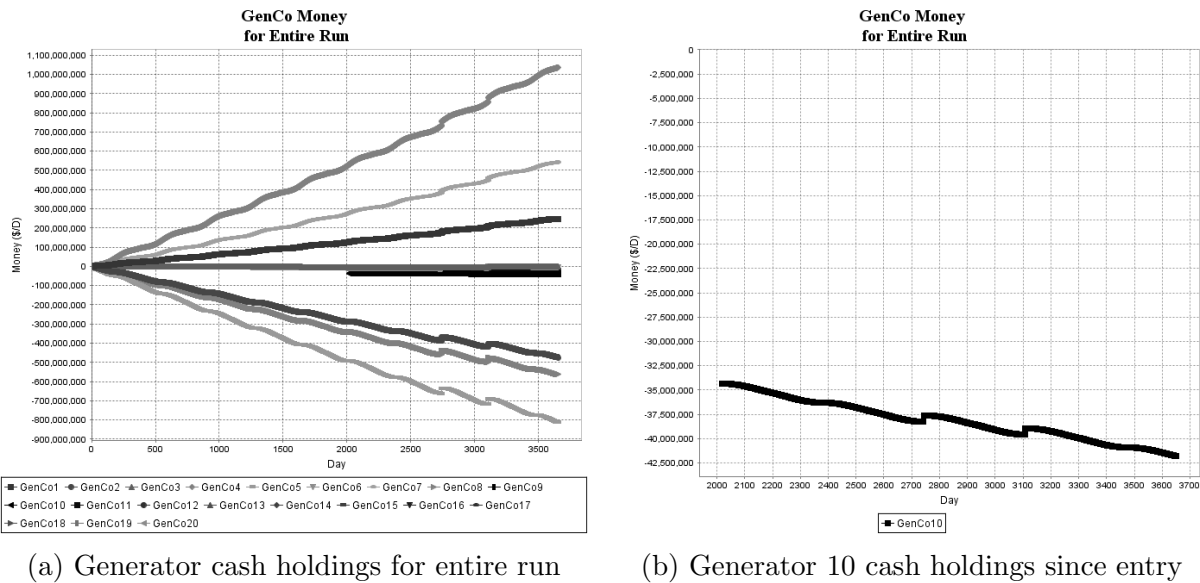 GenCo Money
for Entire Run
1,100,000,000
1,000,000,000
900,000,000
800,000,000
700,000,000
600,000,000
500,000,000
400,000,000
300,000,000
200,000,000
100,000,000
0
-100,000,000
-200,000,000
-300,000,000
-400,000,000
-500,000,000
-600,000,000
-700,000,000
-800,000,000
-900,000,000
Money ($/D)
0 500 1000 1500 2000 2500 3000 3500
Day
GenCo1 GenCo2 GenCo3 GenCo4 GenCo5 GenCo6 GenCo7 GenCo8 GenCo9
GenCo10 GenCo11 GenCo12 GenCo13 GenCo14 GenCo15 GenCo16 GenCo17
GenCo18 GenCo19 GenCo20
(a) Generator cash holdings for entire run
GenCo Money
for Entire Run
0
-2,500,000
-5,000,000
-7,500,000
-10,000,000
-12,500,000
-15,000,000
-17,500,000
-20,000,000
-22,500,000
-25,000,000
-27,500,000
-30,000,000
-32,500,000
-35,000,000
-37,500,000
-40,000,000
-42,500,000
Money ($/D)
2000 2100 2200 2300 2400 2500 2600 2700 2800 2900 3000 3100 3200 3300 3400 3500 3600 3700
Day
GenCo10
(b) Generator 10 cash holdings since entry